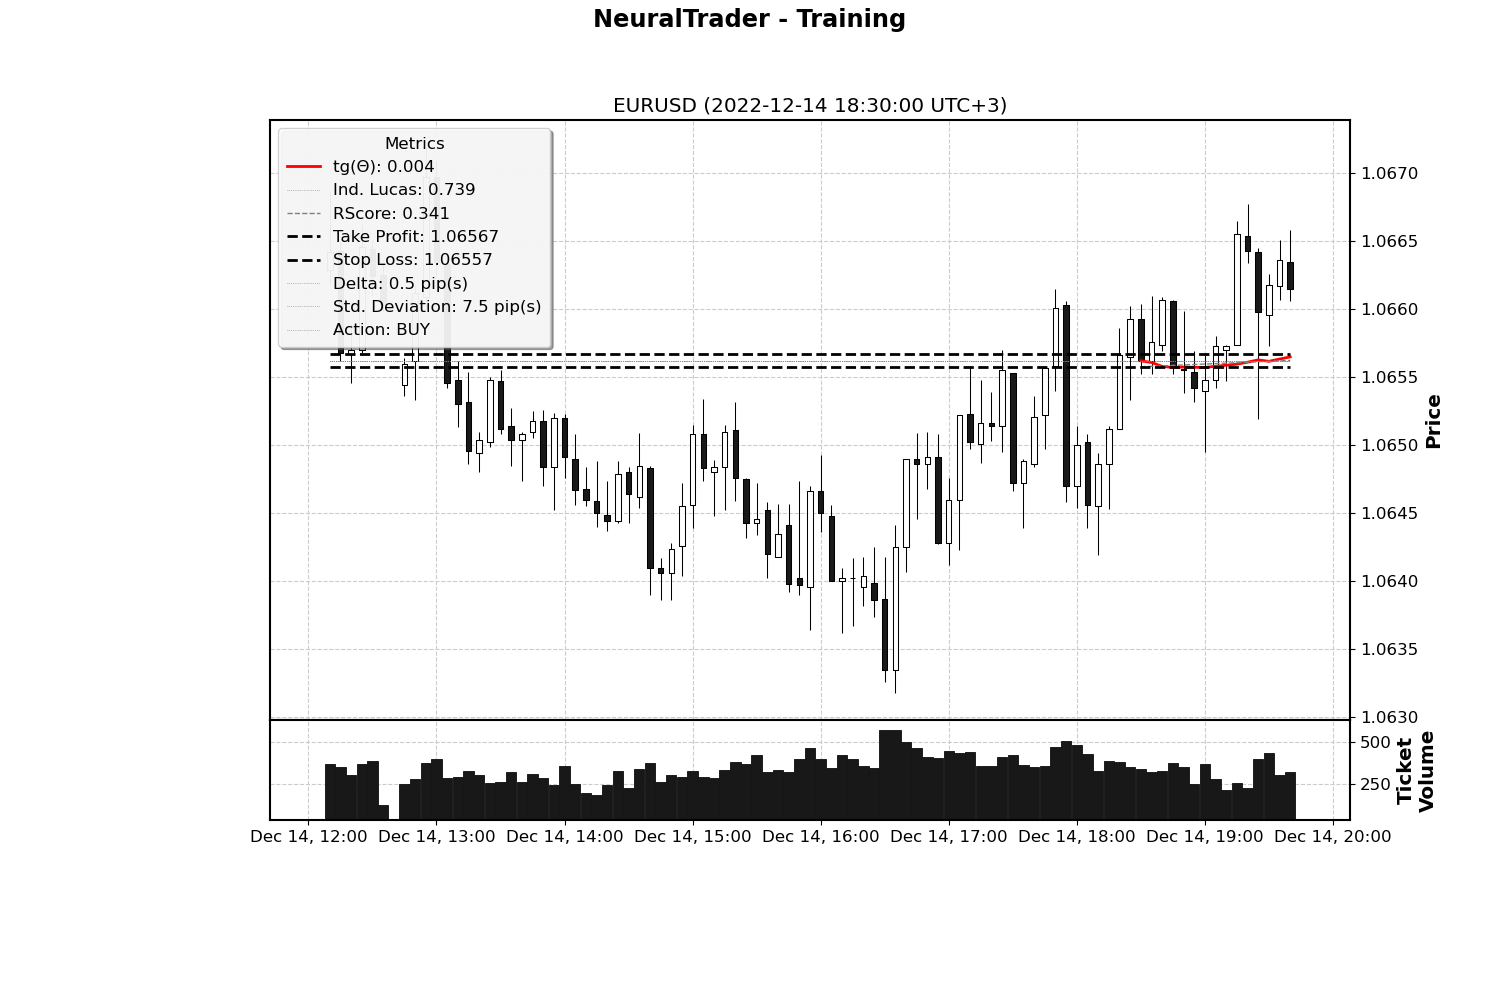 NeuralTrader - Training
EURUSD (2022-12-14 18:30:00 UTC+3)
Metrics
tg(Θ): 0.004
Ind. Lucas: 0.739
RScore: 0.341
Take Profit: 1.06567
Stop Loss: 1.06557
Delta: 0.5 pip(s)
Std. Deviation: 7.5 pip(s)
Action: BUY
1.0670
1.0665
1.0660
1.0655
1.0650
1.0645
1.0640
1.0635
1.0630
Price
500
250
Ticket
Volume
Dec 14, 12:00 Dec 14, 13:00 Dec 14, 14:00 Dec 14, 15:00 Dec 14, 16:00 Dec 14, 17:00 Dec 14, 18:00 Dec 14, 19:00 Dec 14, 20:00